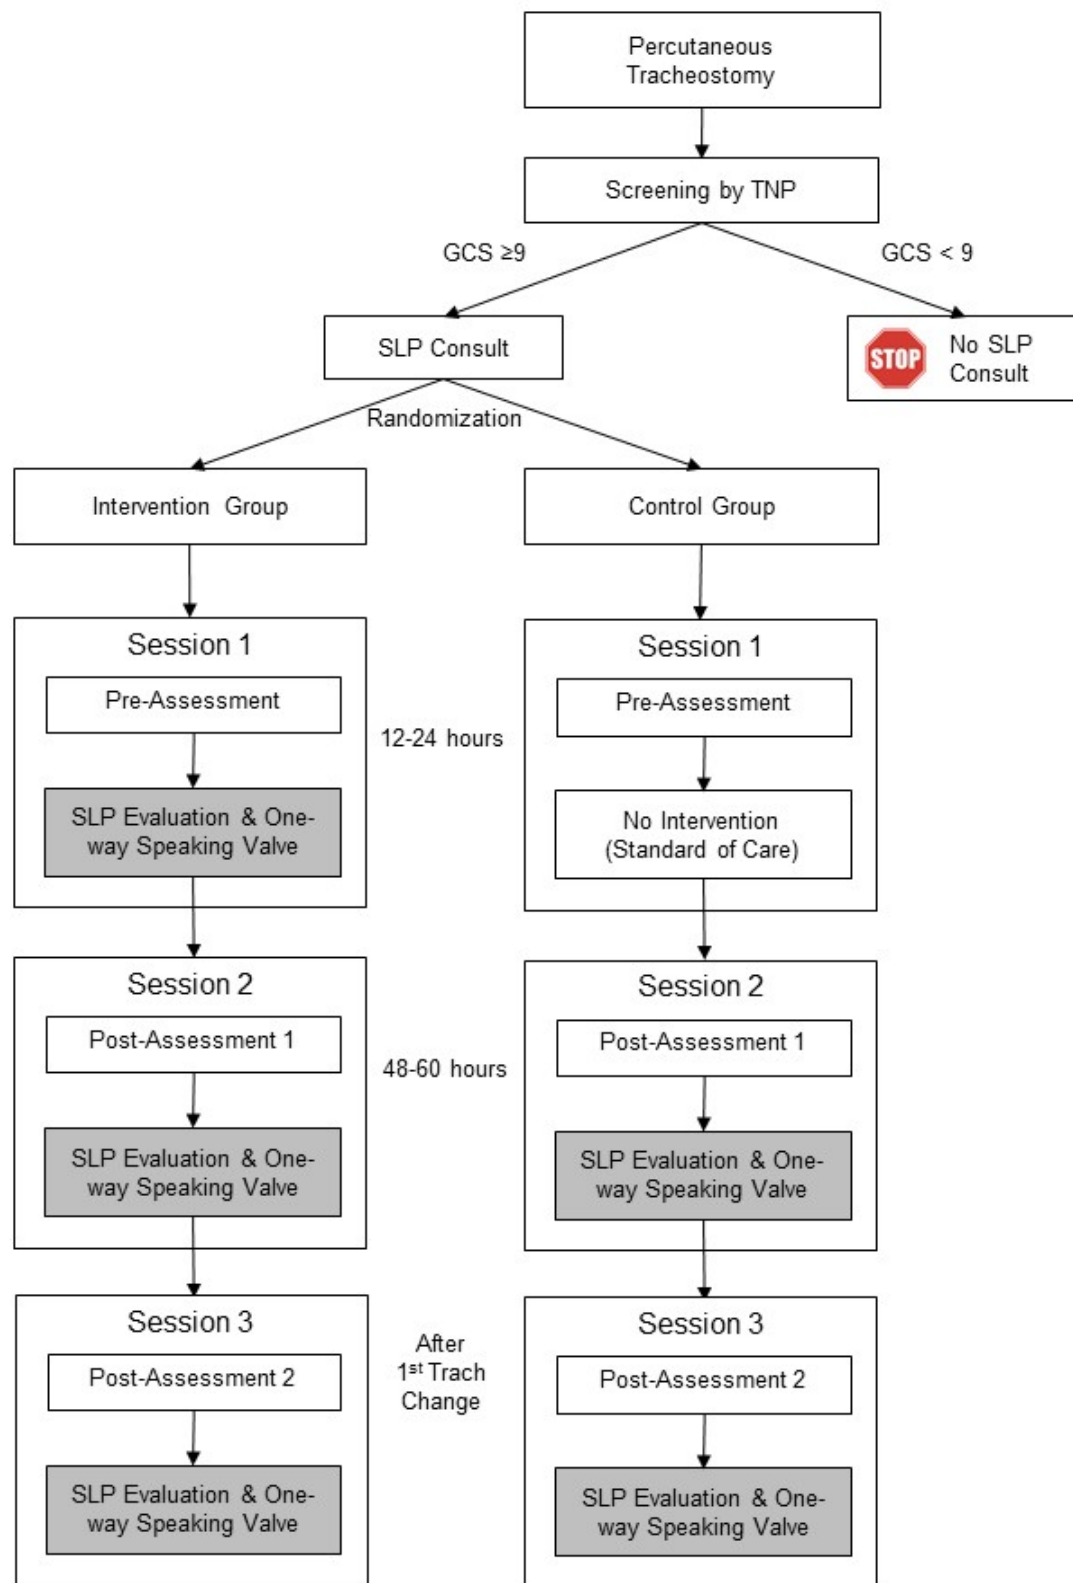 Percutaneous
Tracheostomy
Screening by TNP
GCS ≥9
GCS < 9
SLP Consult
STOP
No SLP
Consult
Randomization
Intervention Group
Control Group
Session 1
Pre-Assessment
SLP Evaluation & One-
way Speaking Valve
12-24 hours
Session 1
Pre-Assessment
No Intervention
(Standard of Care)
Session 2
Post-Assessment 1
SLP Evaluation & One-
way Speaking Valve
48-60 hours
Session 2
Post-Assessment 1
SLP Evaluation & One-
way Speaking Valve
Session 3
Post-Assessment 2
SLP Evaluation & One-
way Speaking Valve
After
1st Trach
Change
Session 3
Post-Assessment 2
SLP Evaluation & One-
way Speaking Valve